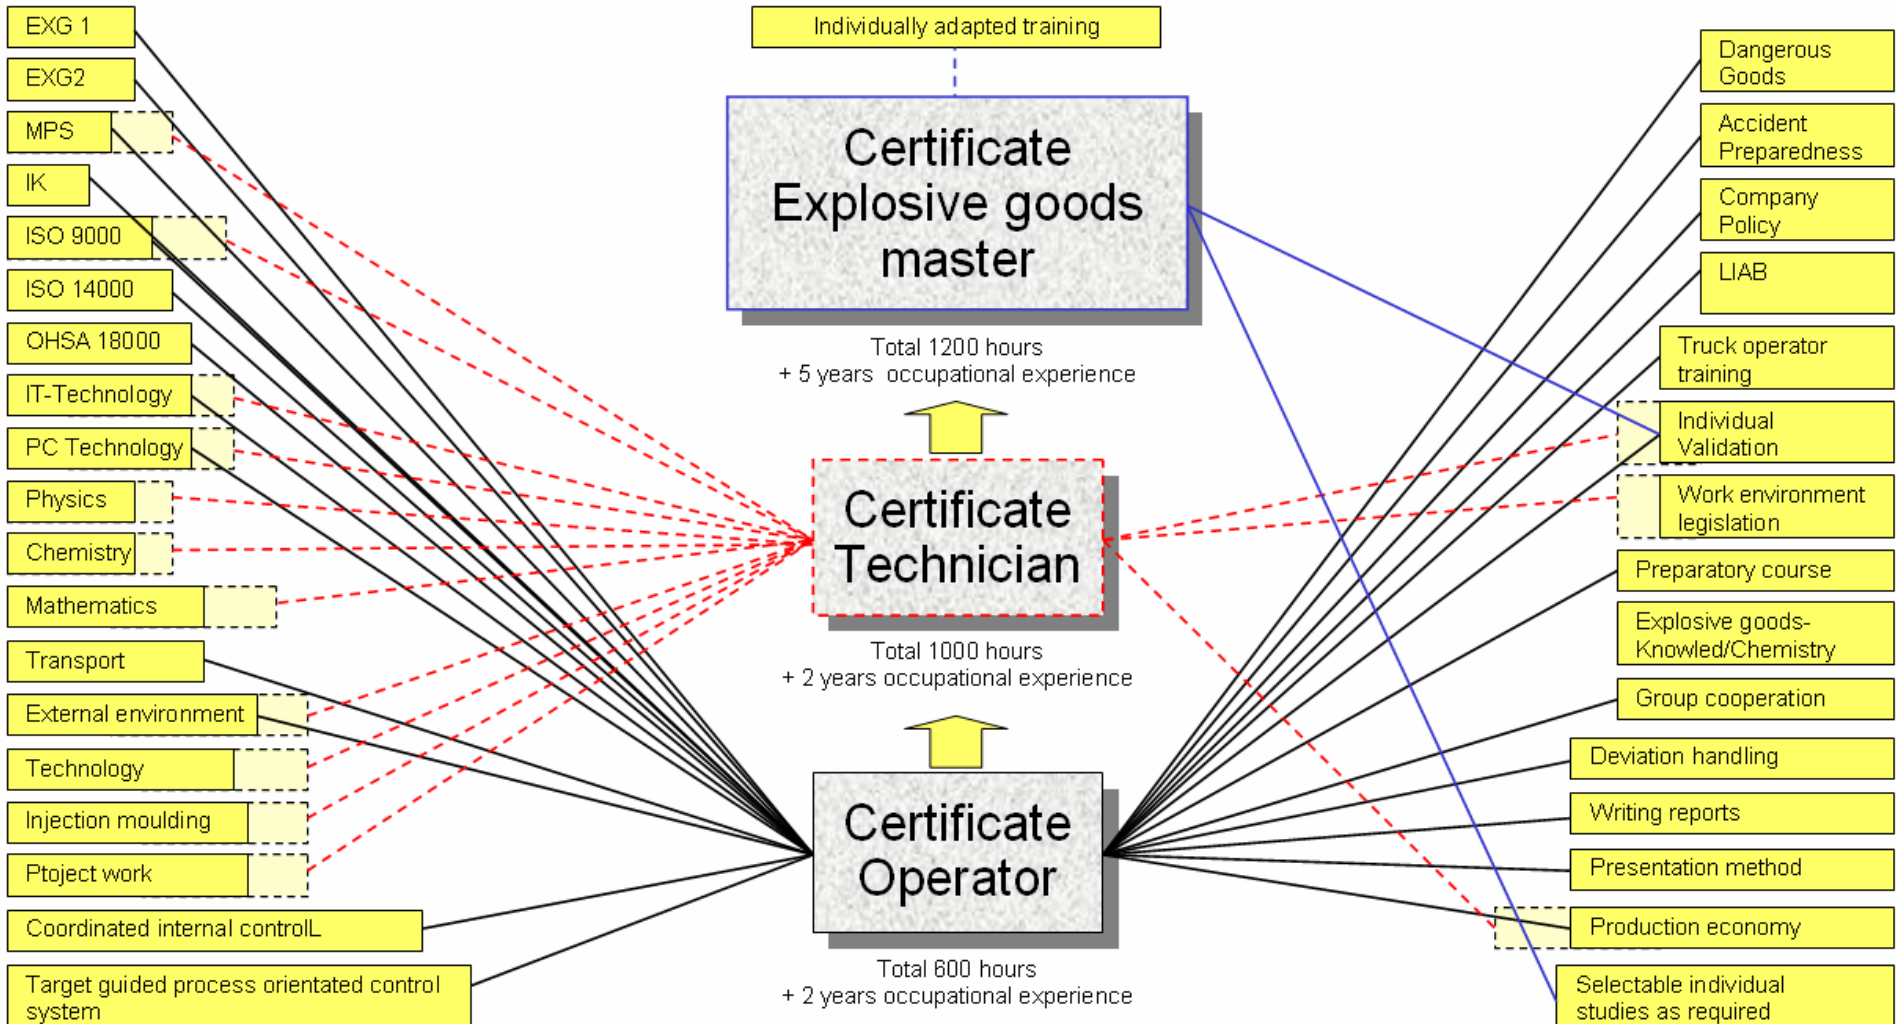 EXG 1
EXG2
MPS
IK
ISO 9000
ISO 14000
OHSA 18000
IT-Technology
PC Technology
Physics
Chemistry
Mathematics
Transport
External environment
Technology
Injection moulding
Ptoject work
Coordinated internal controlL
Target guided process orientated control
system
Individually adapted training
Certificate
Explosive goods
master
Total 1200 hours
+ 5 years occupational experience
Certificate
Technician
Total 1000 hours
+ 2 years occupational experience
Certificate
Operator
Total 600 hours
+ 2 years occupational experience
Dangerous
Goods
Accident
Preparedness
Company
Policy
LIAB
Truck operator
training
Individual
Validation
Work environment
legislation
Preparatory course
Explosive goods-
Knowled/Chemistry
Group cooperation
Deviation handling
Writing reports
Presentation method
Production economy
Selectable individual
studies as required